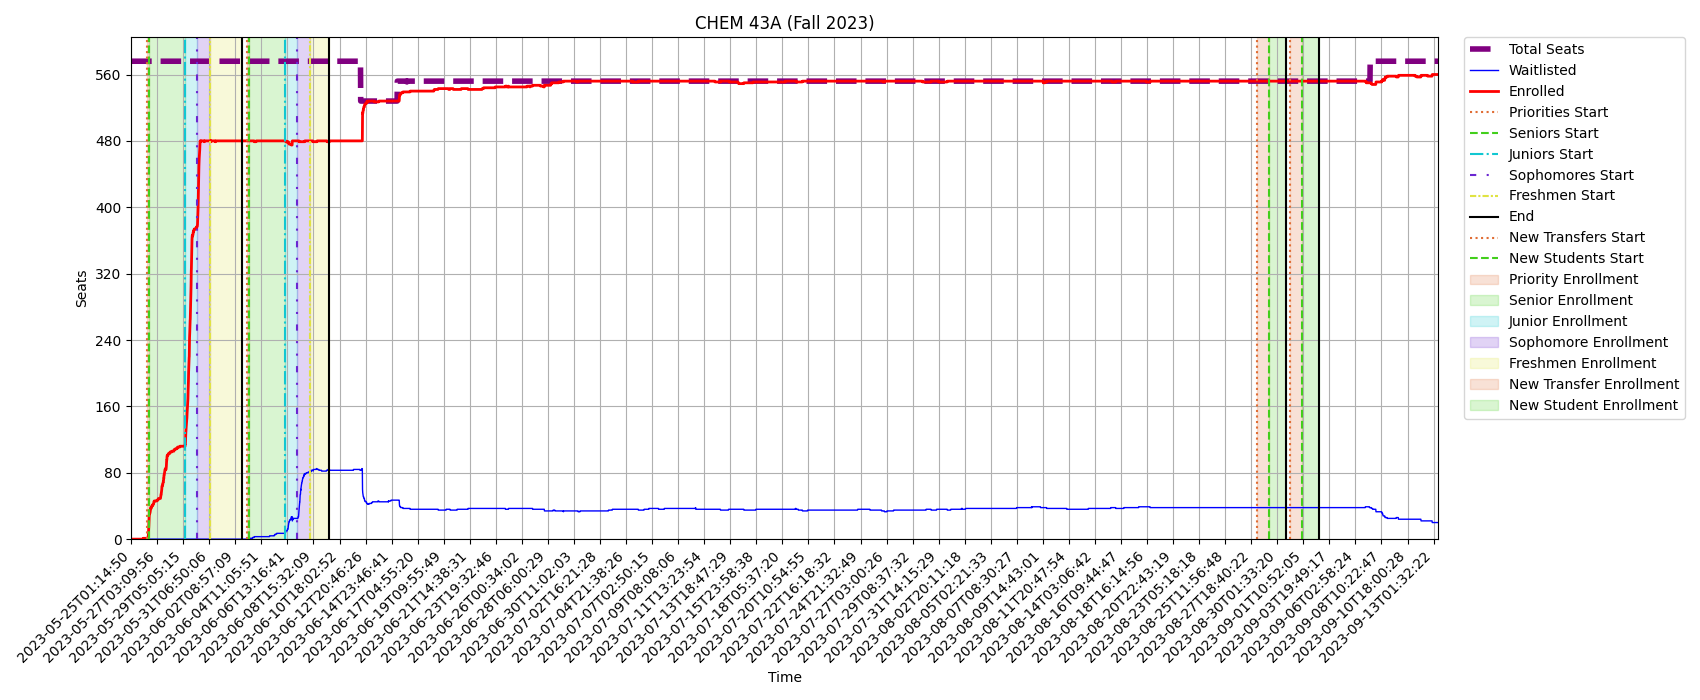 CHEM 43A (Fall 2023)
Seats
560
480
400
320
240
160
80
0
2023-05-25T01:14:50
2023-05-27T03:09:56
2023-05-29T05:05:15
2023-05-31T06:50:06
2023-06-02T08:57:09
2023-06-04T11:05:51
2023-06-06T13:16:41
2023-06-08T15:32:09
2023-06-10T18:02:52
2023-06-12T20:46:26
2023-06-14T23:46:41
2023-06-17T04:55:20
2023-06-19T09:55:49
2023-06-21T14:38:31
2023-06-23T19:32:46
2023-06-26T00:34:02
2023-06-28T06:00:29
2023-06-30T11:02:03
2023-07-02T16:21:28
2023-07-04T21:38:26
2023-07-07T02:50:15
2023-07-09T08:08:06
2023-07-11T13:23:54
2023-07-13T18:47:29
2023-07-15T23:58:38
2023-07-18T05:37:20
2023-07-20T10:54:55
2023-07-22T16:18:32
2023-07-24T21:32:49
2023-07-27T03:00:26
2023-07-29T08:37:32
2023-07-31T14:15:29
2023-08-02T20:11:18
2023-08-05T02:21:33
2023-08-07T08:30:27
2023-08-09T14:43:01
2023-08-11T20:47:54
2023-08-14T03:06:42
2023-08-16T09:44:47
2023-08-18T16:14:56
2023-08-20T22:43:19
2023-08-23T05:18:18
2023-08-25T11:56:48
2023-08-27T18:40:22
2023-08-30T01:33:20
2023-09-01T10:52:05
2023-09-03T19:49:17
2023-09-06T02:58:24
2023-09-08T10:22:47
2023-09-10T18:00:28
2023-09-13T01:32:22
Time
Total Seats
Waitlisted
Enrolled
Priorities Start
Seniors Start
Juniors Start
Sophomores Start
Freshmen Start
End
New Transfers Start
New Students Start
Priority Enrollment
Senior Enrollment
Junior Enrollment
Sophomore Enrollment
Freshmen Enrollment
New Transfer Enrollment
New Student Enrollment